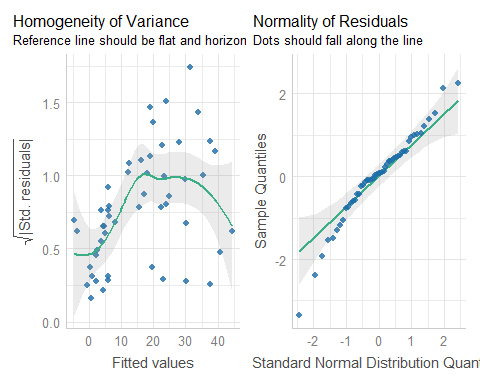 Homogeneity of Variance
Reference line should be flat and horizon
√|Std. residuals|
1.5
1.0
0.5
0.0
0 10 20 30 40
Fitted values
Normality of Residuals
Dots should fall along the line
Sample Quantiles
2
0
-2
-2 -1 0 1 2
Standard Normal Distribution Quant